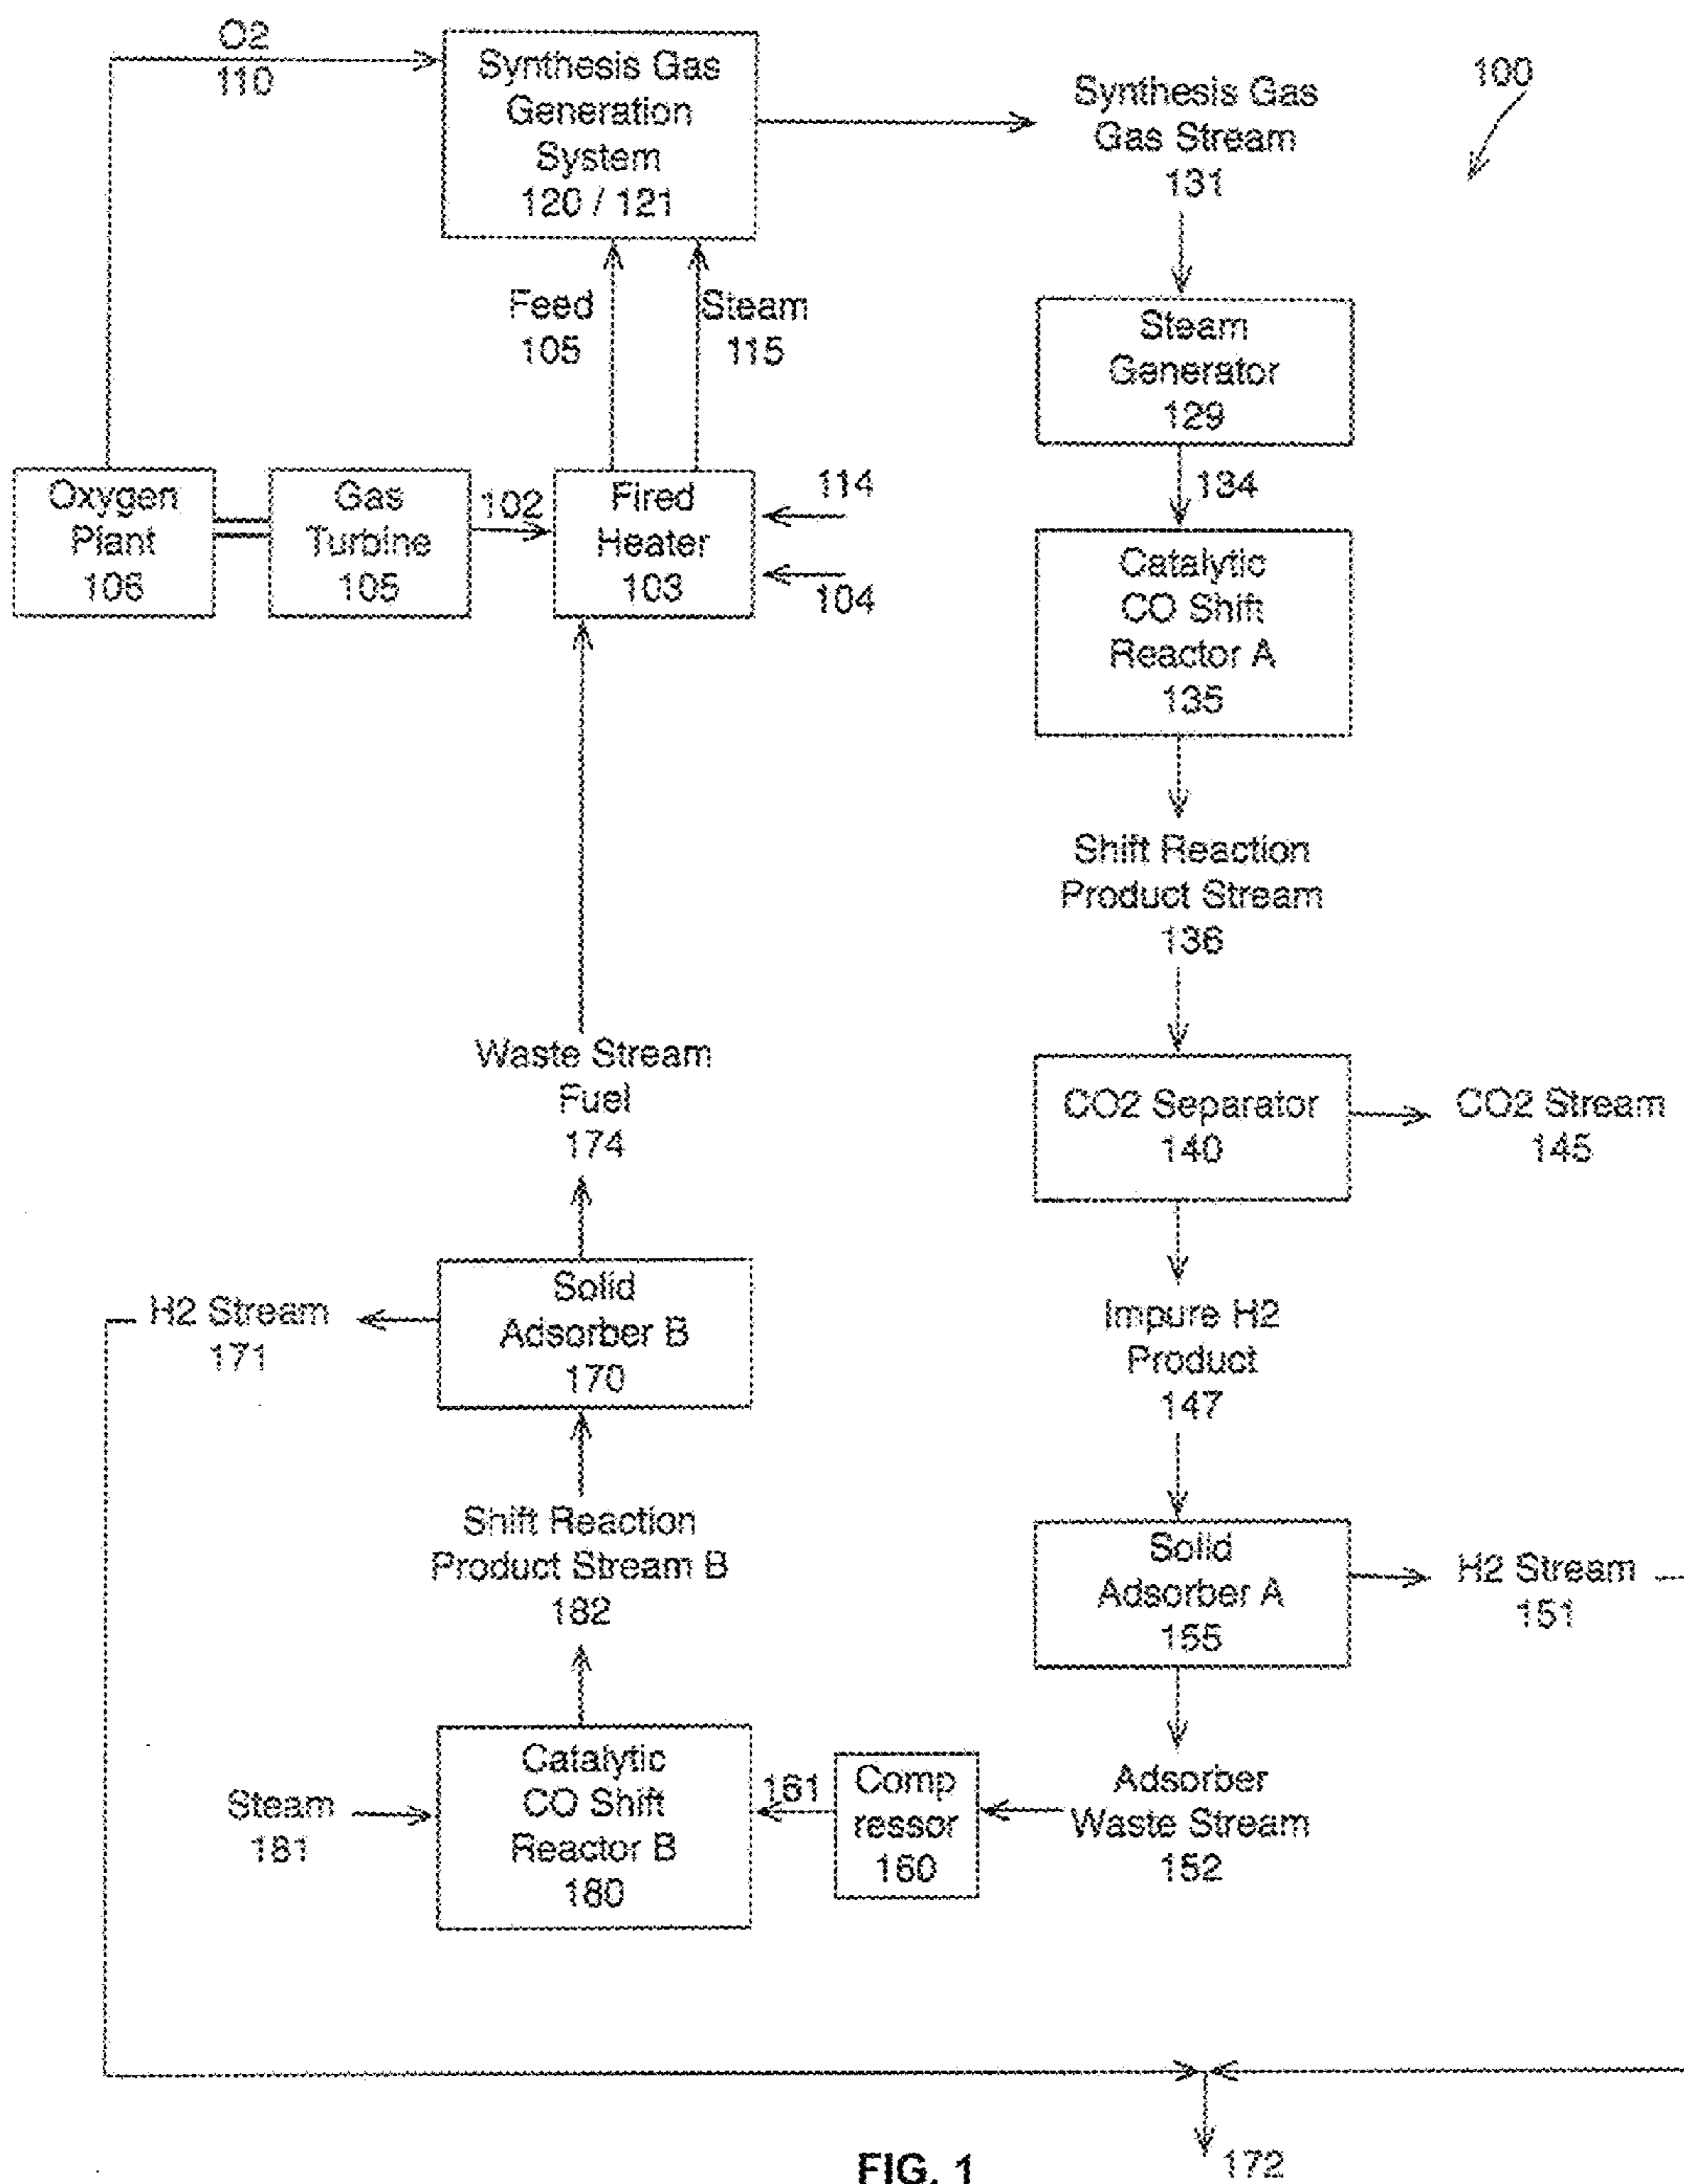 O2
110
Synthesis Gas
Generation
System
120 / 121
Synthesis Gas
Gas Stream
131
100
Feed
105
Steam
115
Steam
Generator
129
134
Oxygen
Plant
106
Gas
Turbine
105
102
Fired
Heater
103
114
104
Catalytic
CO Shift
Reactor A
135
Shift Reaction
Product Stream
136
Waste Stream
Fuel
174
CO2 Separator
140
CO2 Stream
145
H2 Stream
171
Solid
Adsorber B
170
Impure H2
Product
147
Shift Reaction
Product Stream B
182
Solid
Adsorber A
155
H2 Stream
151
Steam
181
Catalytic
CO Shift
Reactor B
180
161
Comp
ressor
160
Adsorber
Waste Stream
152
172
FIG. 1